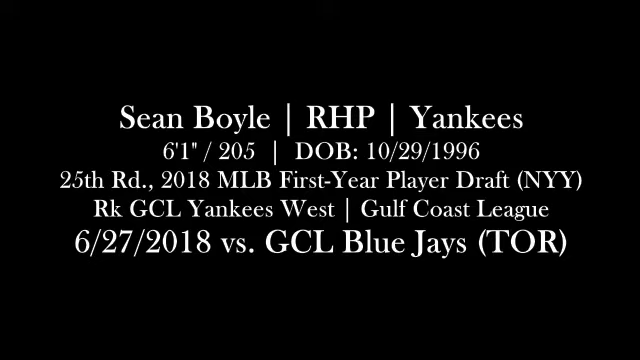 Sean Boyle | RHP | Yankees
6'1" / 205 | DOB: 10/29/1996
25th Rd., 2018 MLB First-Year Player Draft (NYY)
Rk GCL Yankees West | Gulf Coast League
6/27/2018 vs. GCL Blue Jays (TOR)